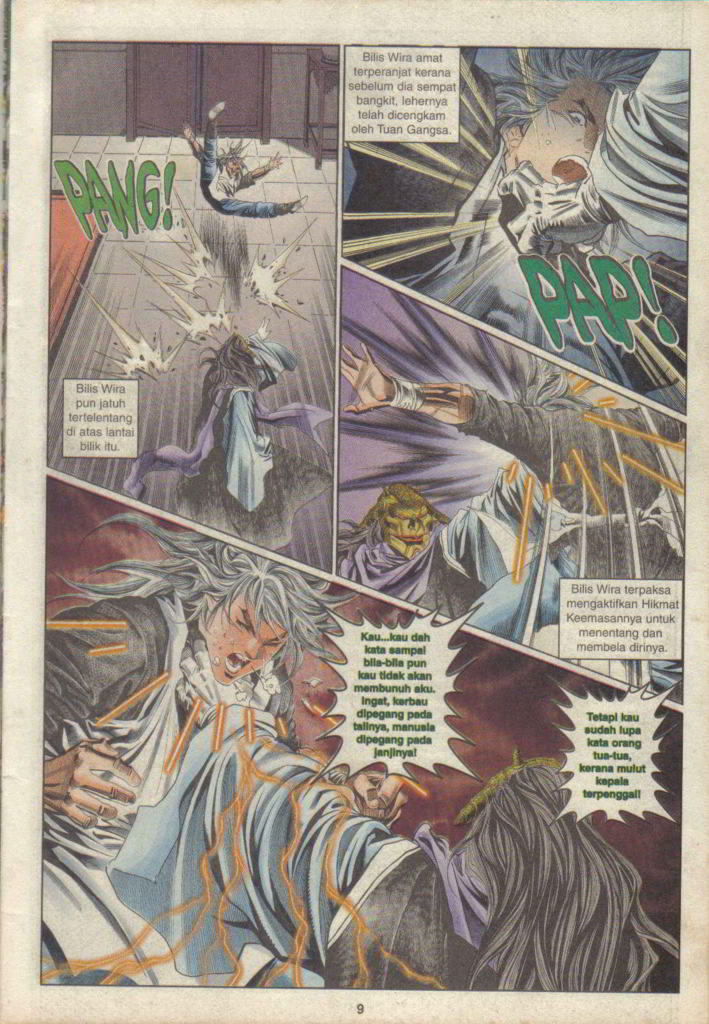 PANG!
Bilis Wira
pun jatuh
tertelentang
di atas lantai
bilik itu.
Bilis Wira amat
terperanjat kerana
sebelum dia sempat
bangkit, lehernya
telah dicengkam
oleh Tuan Gangsa.
PAP!
Bilis Wira terpaksa
mengaktifkan Hikmat
Keemasannya untuk
menentang dan
membela dirinya.
Kau...kau dah
kata sampai
bila-bila pun
kau tidak akan
membunuh aku.
Ingat, kerbau
dipegang pada
talinya, manusia
dipegang pada
janjinya!
Tetapi kau
sudah lupa
kata orang
tua-tua,
kerana mulut
kepala
terpenggal!
9